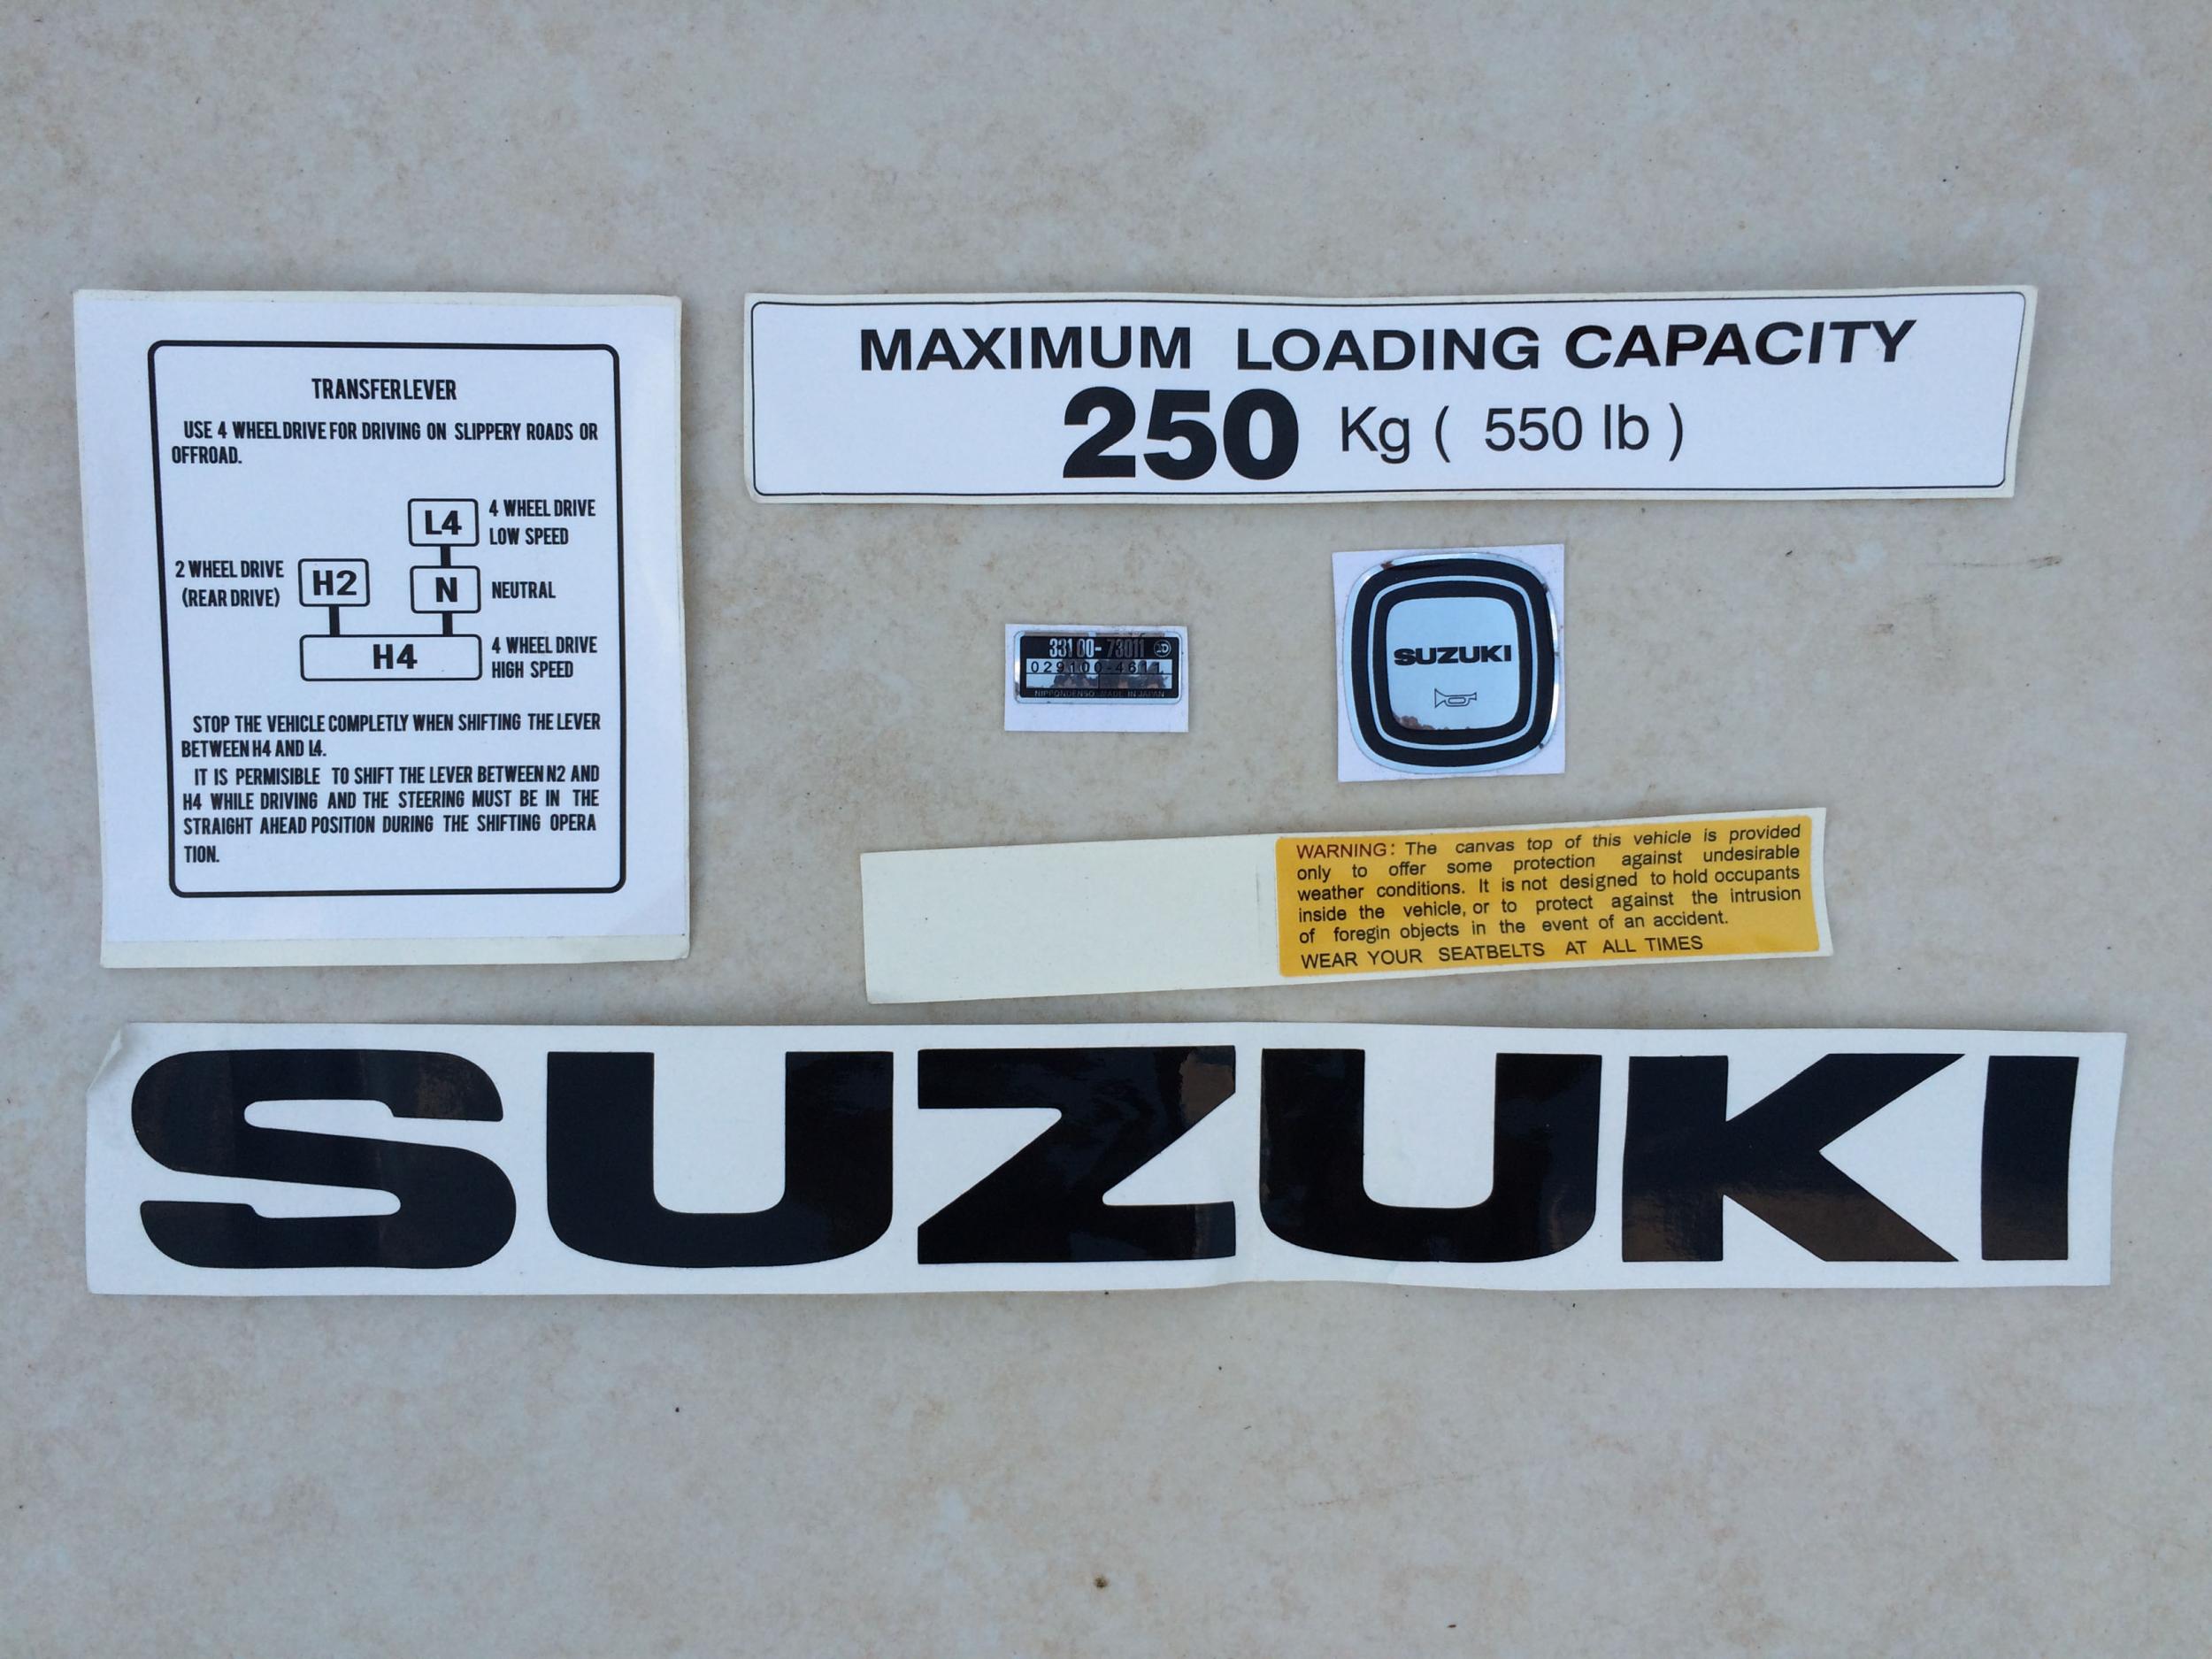 TRANSFER LEVER
USE 4 WHEEL DRIVE FOR DRIVING ON SLIPPERY ROADS OR
OFFROAD.
L4 4 WHEEL DRIVE
LOW SPEED
2 WHEEL DRIVE
(REAR DRIVE)
H2
N NEUTRAL
H4 4 WHEEL DRIVE
HIGH SPEED
STOP THE VEHICLE COMPLETLY WHEN SHIFTING THE LEVER
BETWEEN H4 AND L4.
IT IS PERMISIBLE TO SHIFT THE LEVER BETWEEN N2 AND
H4 WHILE DRIVING AND THE STEERING MUST BE IN THE
STRAIGHT AHEAD POSITION DURING THE SHIFTING OPERA
TION.
MAXIMUM LOADING CAPACITY
250 Kg ( 550 lb )
33100-73011
029100-4611
NIPPONDENSO MADE IN JAPAN
SUZUKI
WARNING: The canvas top of this vehicle is provided
only to offer some protection against undesirable
weather conditions. It is not designed to hold occupants
inside the vehicle, or to protect against the intrusion
of foregin objects in the event of an accident.
WEAR YOUR SEATBELTS AT ALL TIMES
SUZUKI